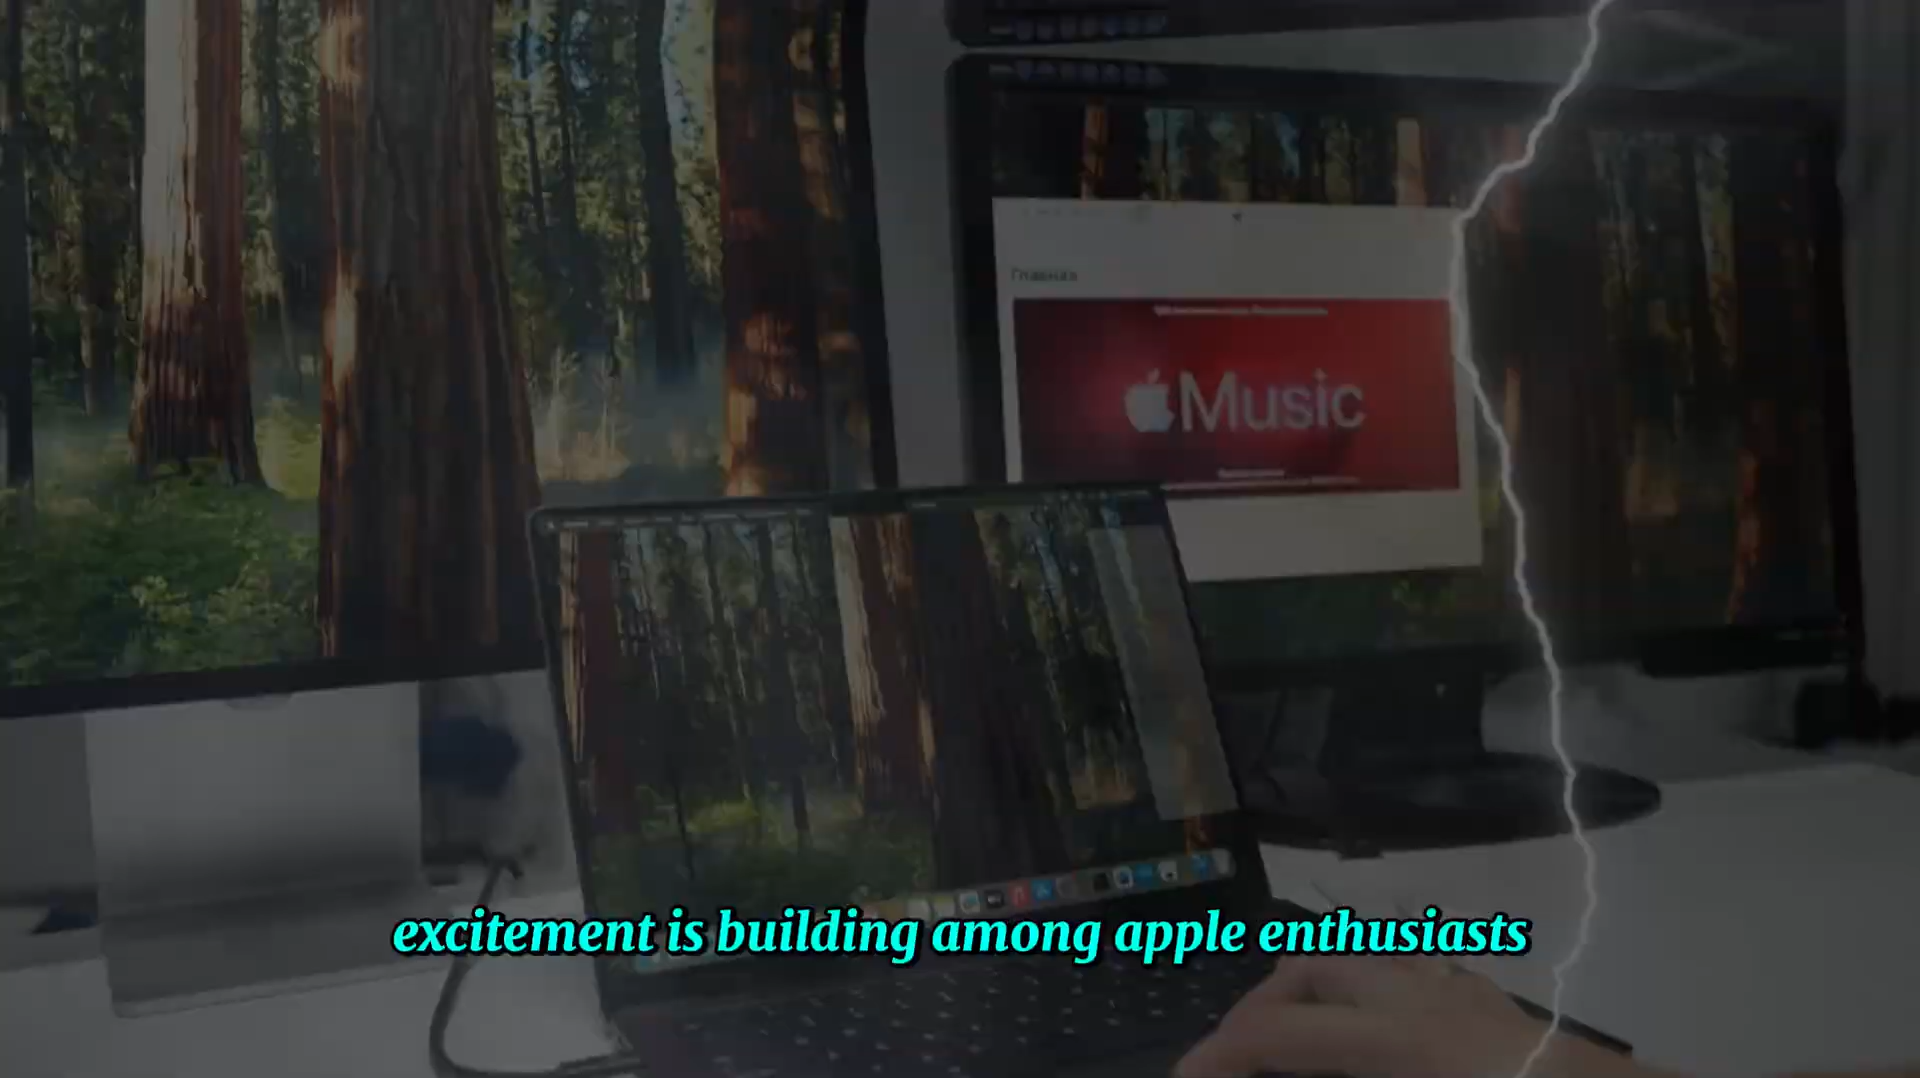 Главная
Music
excitement is building among apple enthusiasts